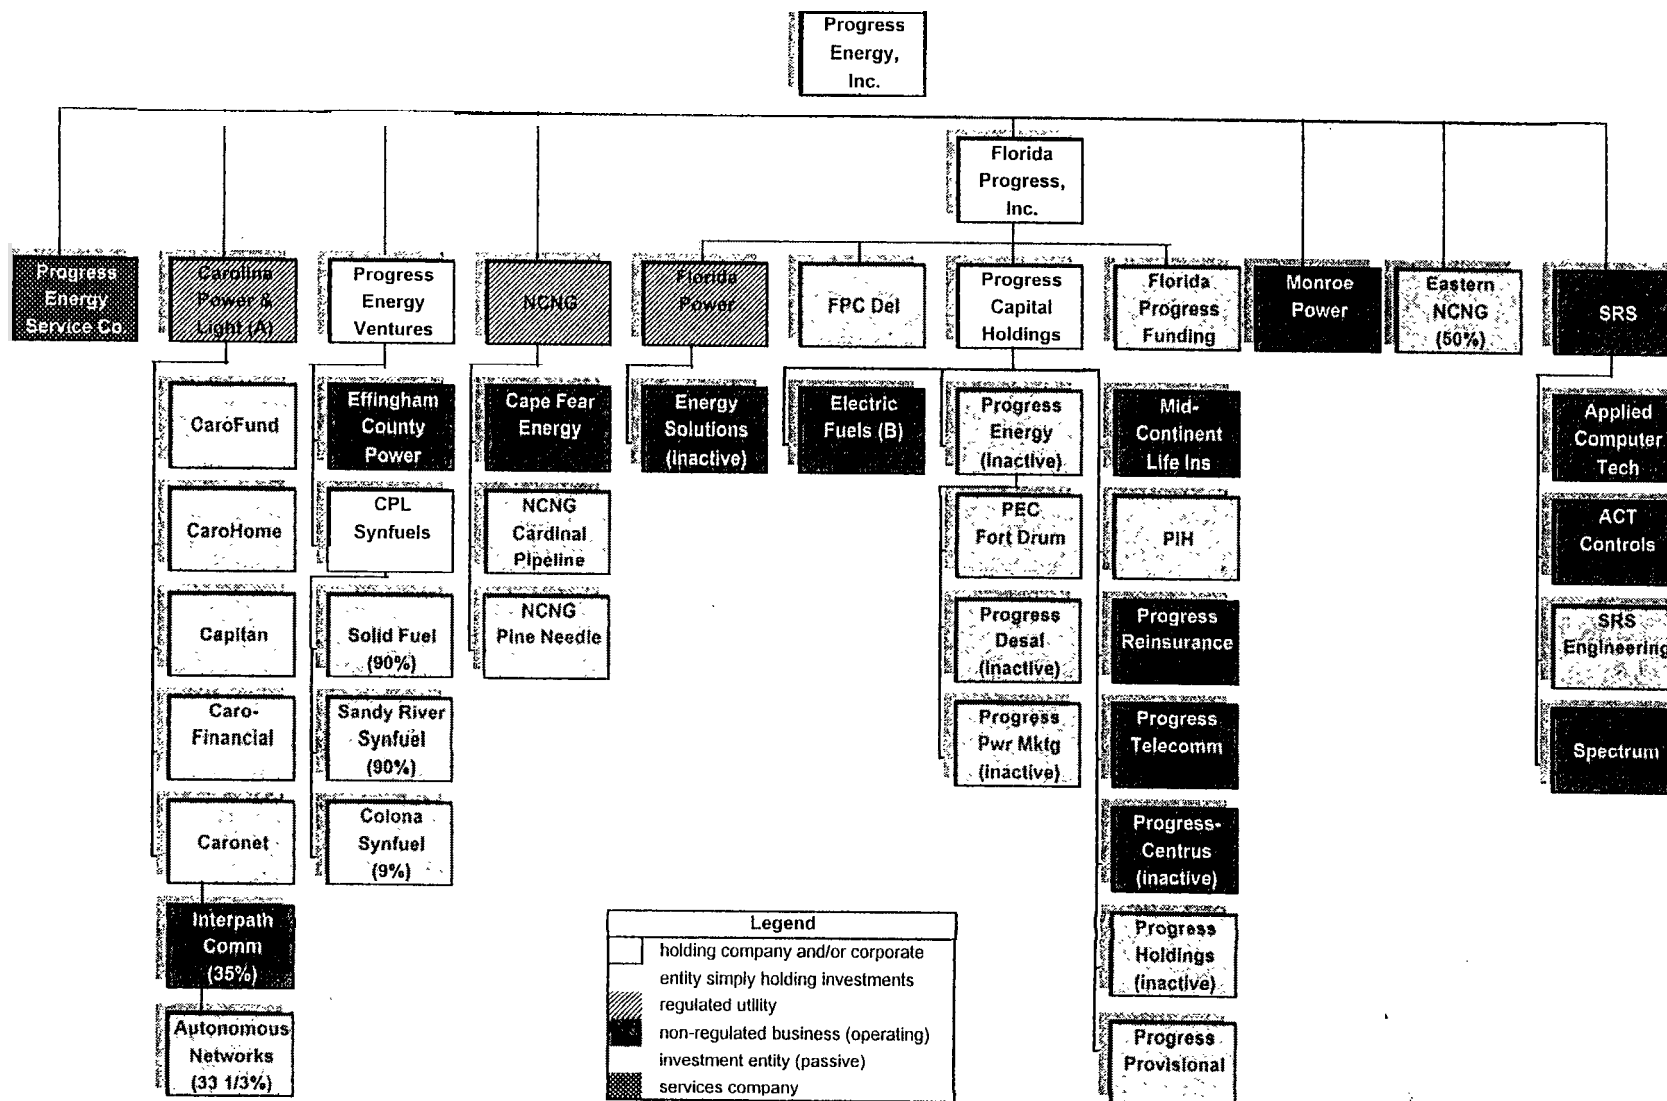 Progress
Energy,
Inc.
Florida
Progress,
Inc.
Progress
Energy
Service Co
Carolina
Power &
Light (A)
Progress
Energy
Ventures
NCNG
Florida
Power
FPC Del
Progress
Capital
Holdings
Florida
Progress
Funding
Monroe
Power
Eastern
NCNG
(50%)
SRS
CaroFund
CaroHome
Capitan
Caro-
Financial
Caronet
Interpath
Comm
(35%)
Autonomous
Networks
(33 1/3%)
Effingham
County
Power
CPL
Synfuels
Solid Fuel
(90%)
Sandy River
Synfuel
(90%)
Colona
Synfuel
(9%)
Cape Fear
Energy
NCNG
Cardinal
Pipeline
NCNG
Pine Needle
Energy
Solutions
(inactive)
Electric
Fuels (B)
Progress
Energy
(inactive)
PEC
Fort Drum
Progress
Desal
(inactive)
Progress
Pwr Mktg
(inactive)
Mid-
Continent
Life Ins
PIH
Progress
Reinsurance
Progress
Telecomm
Progress-
Centrus
(inactive)
Progress
Holdings
(inactive)
Progress
Provisional
Applied
Computer
Tech
ACT
Controls
SRS
Engineering
Spectrum
Legend
holding company and/or corporate
entity simply holding investments
regulated utility
non-regulated business (operating)
investment entity (passive)
services company